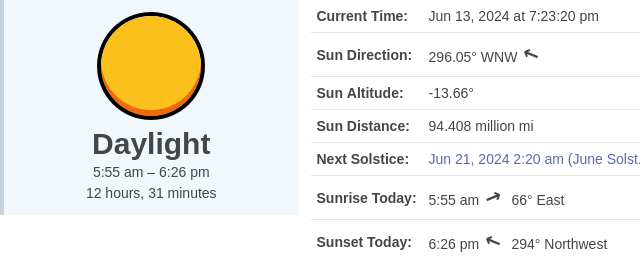 Daylight
5:55 am – 6:26 pm
12 hours, 31 minutes
Current Time: Jun 13, 2024 at 7:23:20 pm
Sun Direction: 296.05° WNW
Sun Altitude: -13.66°
Sun Distance: 94.408 million mi
Next Solstice: Jun 21, 2024 2:20 am (June Solst.
Sunrise Today: 5:55 am 66° East
Sunset Today: 6:26 pm 294° Northwest